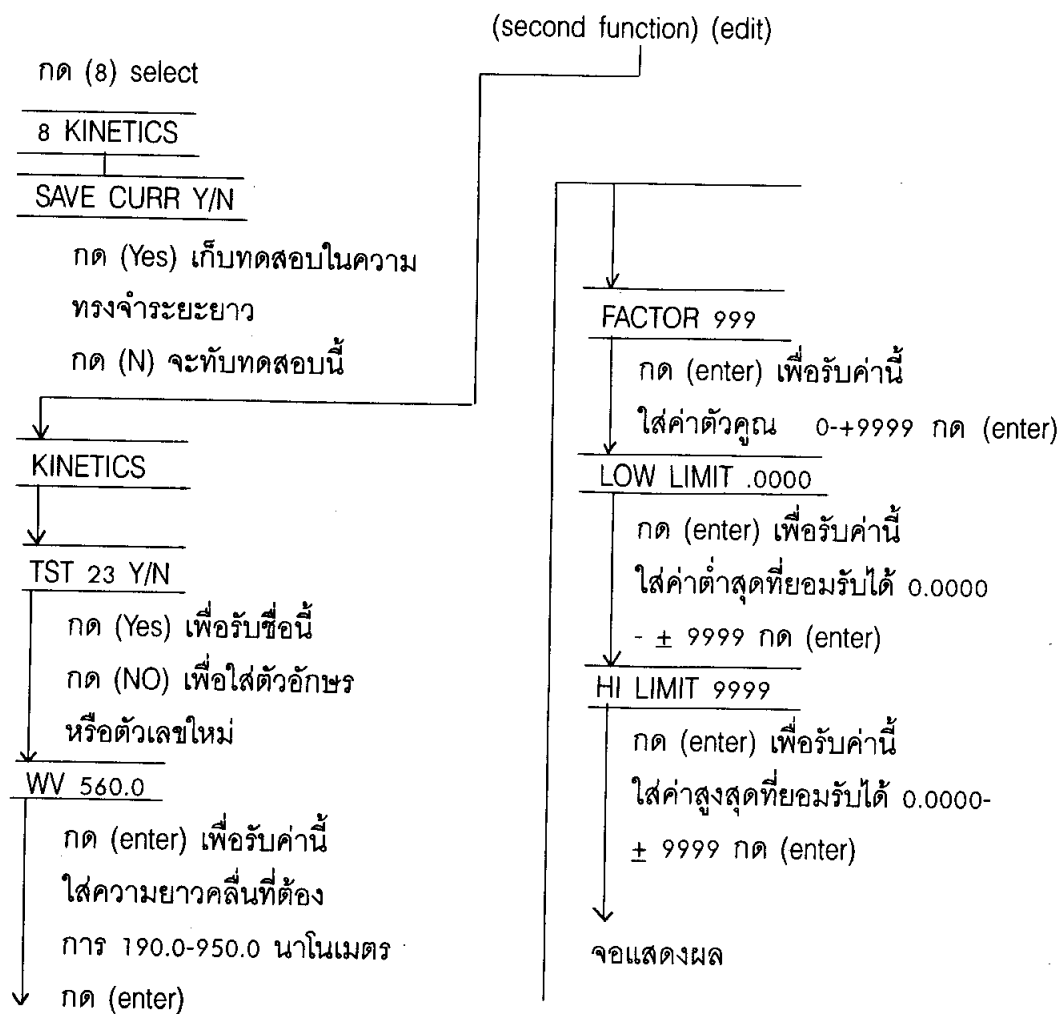 (second function) (edit)
กด (8) select
8 KINETICS
SAVE CURR Y/N
กด (Yes) เก็บทดสอบในความ
ทรงจำระยะยาว
กด (N) จะทับทดสอบนี้
KINETICS
TST 23 Y/N
กด (Yes) เพื่อรับชื่อนี้
กด (NO) เพื่อใส่ตัวอักษร
หรือตัวเลขใหม่
WV 560.0
กด (enter) เพื่อรับค่านี้
ใส่ความยาวคลื่นที่ต้อง
การ 190.0-950.0 นาโนเมตร
กด (enter)
FACTOR 999
กด (enter) เพื่อรับค่านี้
ใส่ค่าตัวคูณ 0-+9999 กด (enter)
LOW LIMIT .0000
กด (enter) เพื่อรับค่านี้
ใส่ค่าต่ำสุดที่ยอมรับได้ 0.0000
- ± 9999 กด (enter)
HI LIMIT 9999
กด (enter) เพื่อรับค่านี้
ใส่ค่าสูงสุดที่ยอมรับได้ 0.0000-
± 9999 กด (enter)
จอแสดงผล